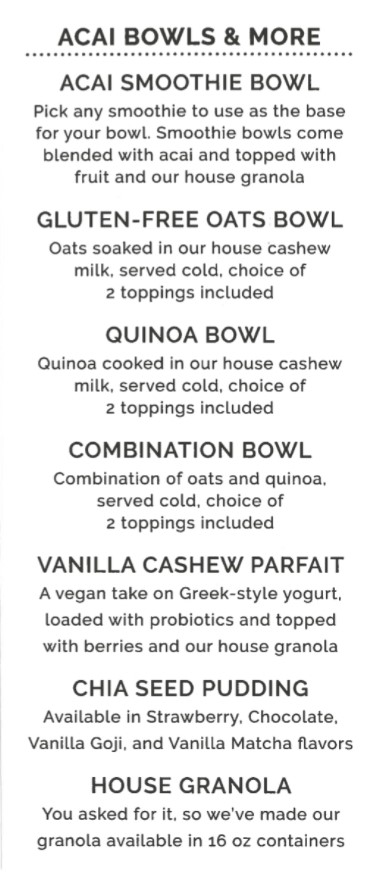 ACAI BOWLS & MORE
ACAI SMOOTHIE BOWL
Pick any smoothie to use as the base
for your bowl. Smoothie bowls come
blended with acai and topped with
fruit and our house granola
GLUTEN-FREE OATS BOWL
Oats soaked in our house cashew
milk, served cold, choice of
2 toppings included
QUINOA BOWL
Quinoa cooked in our house cashew
milk, served cold, choice of
2 toppings included
COMBINATION BOWL
Combination of oats and quinoa,
served cold, choice of
2 toppings included
VANILLA CASHEW PARFAIT
A vegan take on Greek-style yogurt,
loaded with probiotics and topped
with berries and our house granola
CHIA SEED PUDDING
Available in Strawberry, Chocolate,
Vanilla Goji, and Vanilla Matcha flavors
HOUSE GRANOLA
You asked for it, so we've made our
granola available in 16 oz containers